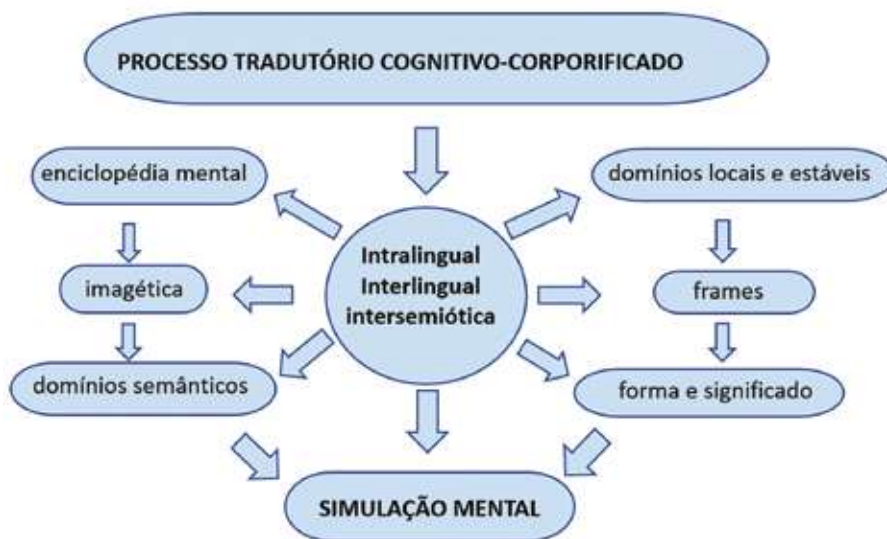 PROCESSO TRADUTÓRIO COGNITIVO-CORPORIFICADO
enciclopédia mental
domínios locais e estáveis
Intralingual
Interlingual
intersemiótica
imagética
frames
domínios semânticos
forma e significado
SIMULAÇÃO MENTAL